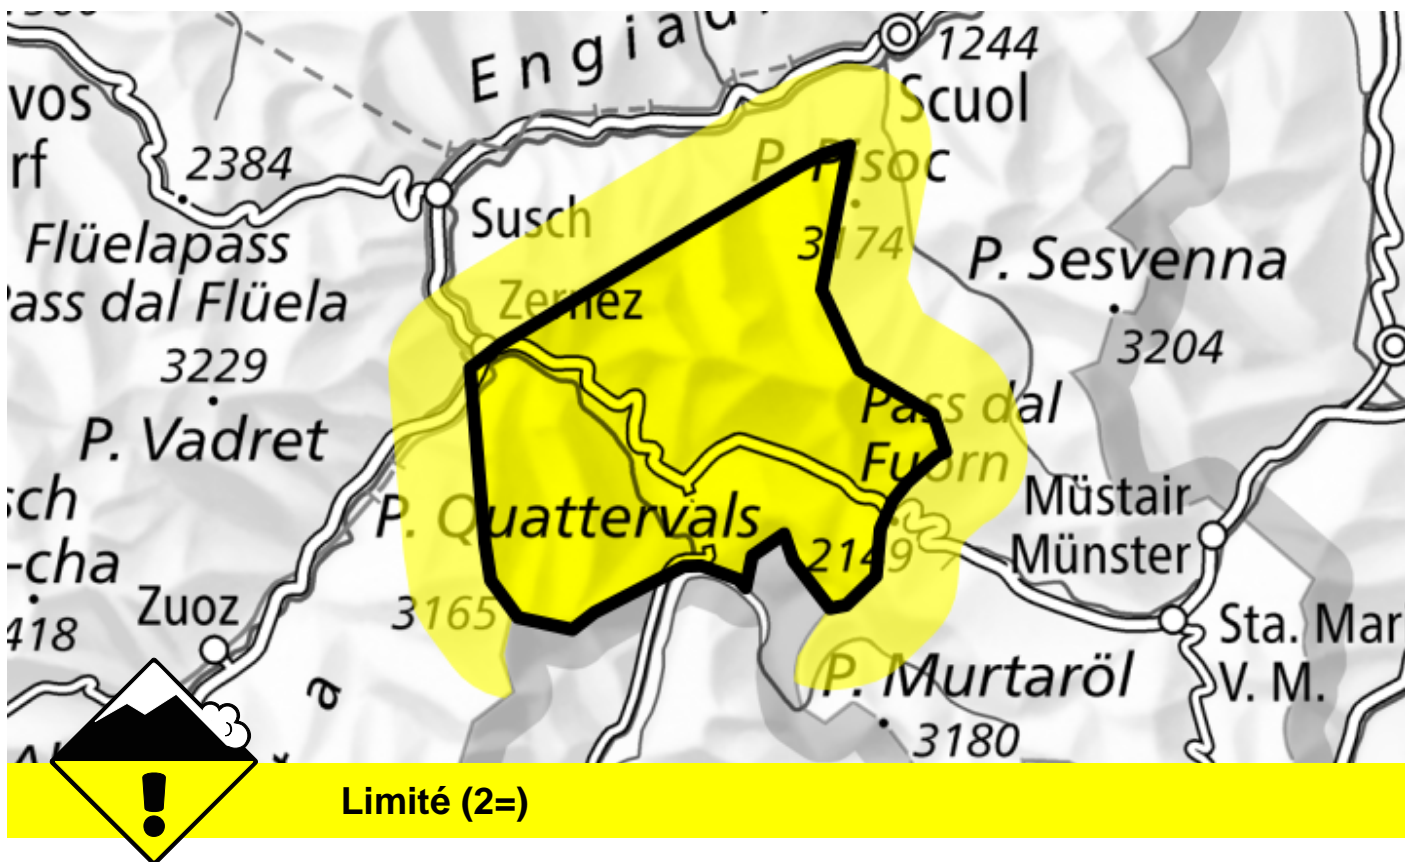 Engiad
1244
Scuol
vos
rf
2384
P. Pisoc
3174
Susch
Flüelapass
Pass dal Flüela
3229
Zernez
P. Sesvenna
3204
P. Vadret
Pass dal
Fuorn
2149
P. Quattervals
3165
Müstair
Münster
sch
-cha
418
Zuoz
Sta. Mar
V. M.
P. Murtaröl
3180
a
Limité (2=)